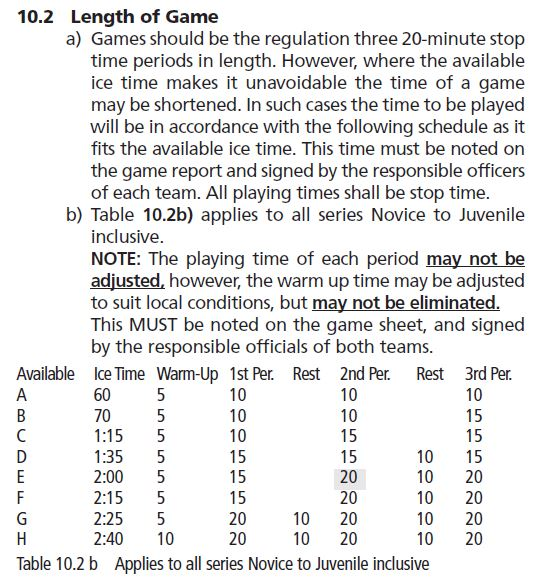 10.2 Length of Game
a) Games should be the regulation three 20-minute stop
time periods in length. However, where the available
ice time makes it unavoidable the time of a game
may be shortened. In such cases the time to be played
will be in accordance with the following schedule as it
fits the available ice time. This time must be noted on
the game report and signed by the responsible officers
of each team. All playing times shall be stop time.
b) Table 10.2b) applies to all series Novice to Juvenile
inclusive.
NOTE: The playing time of each period may not be
adjusted, however, the warm up time may be adjusted
to suit local conditions, but may not be eliminated.
This MUST be noted on the game sheet, and signed
by the responsible officials of both teams.
Available Ice Time Warm-Up 1st Per. Rest 2nd Per. Rest 3rd Per.
A 60 5 10 10 10
B 70 5 10 10 15
C 1:15 5 10 15 15
D 1:35 5 15 15 10 15
E 2:00 5 15 20 10 20
F 2:15 5 15 20 10 20
G 2:25 5 20 10 20 10 20
H 2:40 10 20 10 20 10 20
Table 10.2 b Applies to all series Novice to Juvenile inclusive